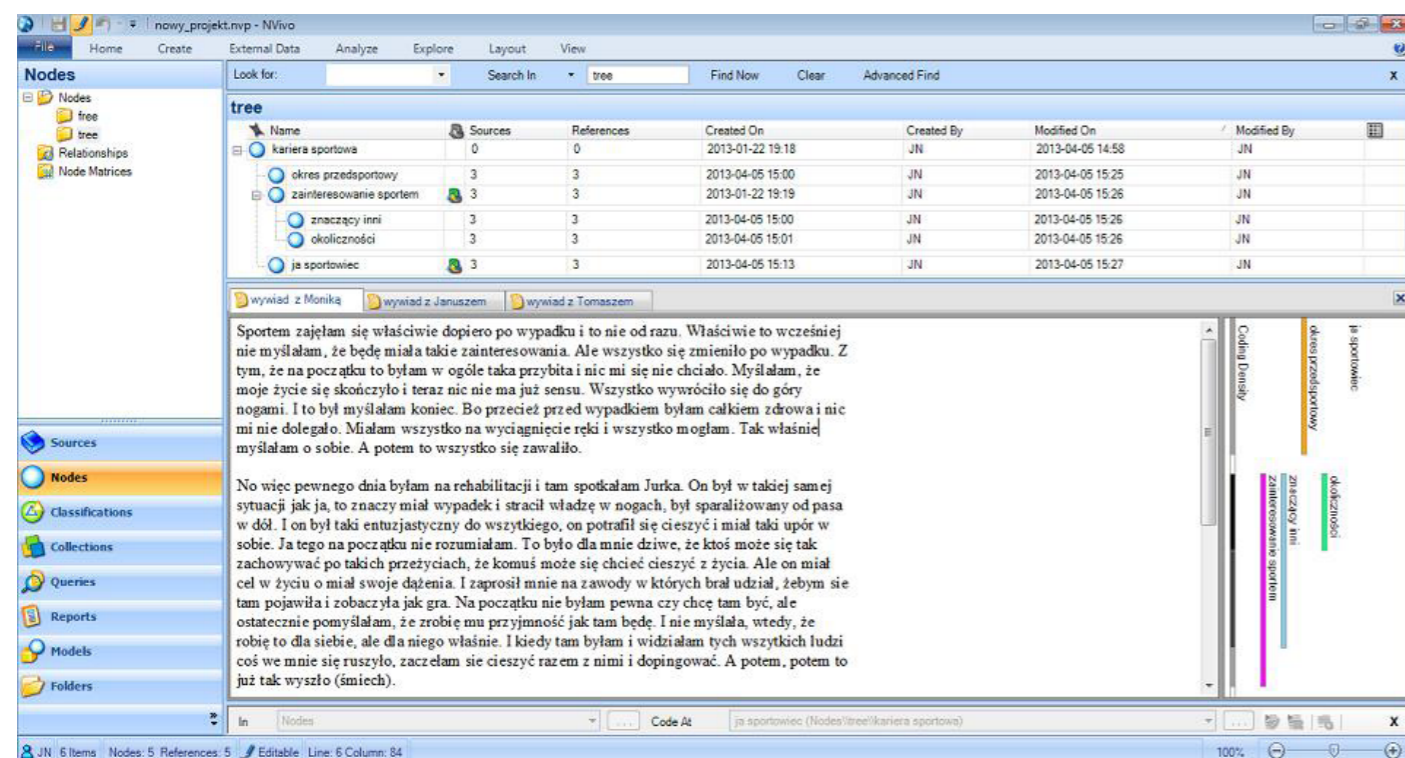 nowy_projekt.nvp - NVivo
File Home Create External Data Analyze Explore Layout View
Nodes
Look for: Search In tree Find Now Clear Advanced Find x
Nodes
free
tree
Relationships
Node Matrices
tree
Name Sources References Created On Created By Modified On Modified By
kariera sportowa 0 0 2013-01-22 19:18 JN 2013-04-05 14:58 JN
okres przedsportowy 3 3 2013-04-05 15:00 JN 2013-04-05 15:25 JN
zainteresowanie sportem 3 3 2013-01-22 19:19 JN 2013-04-05 15:26 JN
znaczący inni 3 3 2013-04-05 15:00 JN 2013-04-05 15:26 JN
okoliczności 3 3 2013-04-05 15:01 JN 2013-04-05 15:26 JN
ja sportowiec 3 3 2013-04-05 15:13 JN 2013-04-05 15:27 JN
wywiad z Moniką wywiad z Januszem wywiad z Tomaszem
Sportem zajęłam się właściwie dopiero po wypadku i to nie od razu. Właściwie to wcześniej
nie myślałam, że będę miała takie zainteresowania. Ale wszystko się zmieniło po wypadku. Z
tym, że na początku to byłam w ogóle taka przybita i nic mi się nie chciało. Myślałam, że
moje życie się skończyło i teraz nic nie ma już sensu. Wszystko wywróciło się do góry
nogami. I to był myślałam koniec. Bo przecież przed wypadkiem byłam całkiem zdrowa i nic
mi nie dolegało. Miałam wszystko na wyciągnięcie ręki i wszystko mogłam. Tak właśnie
myślałam o sobie. A potem to wszystko się zawaliło.
No więc pewnego dnia byłam na rehabilitacji i tam spotkałam Jurka. On był w takiej samej
sytuacji jak ja, to znaczy miał wypadek i stracił władzę w nogach, był sparaliżowany od pasa
w dół. I on był taki entuzjastyczny do wszytkiego, on potrafił się cieszyć i miał taki upór w
sobie. Ja tego na początku nie rozumiałam. To było dla mnie dziwe, że ktoś może się tak
zachowywać po takich przeżyciach, że komuś może się chcieć cieszyć z życia. Ale on miał
cel w życiu o miał swoje dążenia. I zaprosił mnie na zawody w których brał udział, żebym sie
tam pojawiła i zobaczyła jak gra. Na początku nie byłam pewna czy chcę tam być, ale
ostatecznie pomyślałam, że zrobię mu przyjmność jak tam będę. I nie myślała, wtedy, że
robię to dla siebie, ale dla niego właśnie. I kiedy tam byłam i widziałam tych wszytkich ludzi
coś we mnie się ruszyło, zaczełam sie cieszyć razem z nimi i dopingować. A potem, potem to
już tak wyszło (śmiech).
Coding Density
okres przedsportowy
ja sportowiec
zainteresowanie sportem
znaczący inni
okoliczności
Sources
Nodes
Classifications
Collections
Queries
Reports
Models
Folders
In Nodes ... Code At ja sportowiec (Nodes\\tree\\kariera sportowa) ... x
JN 6 Items Nodes: 5 References: 5 Editable Line: 6 Column: 84 100%